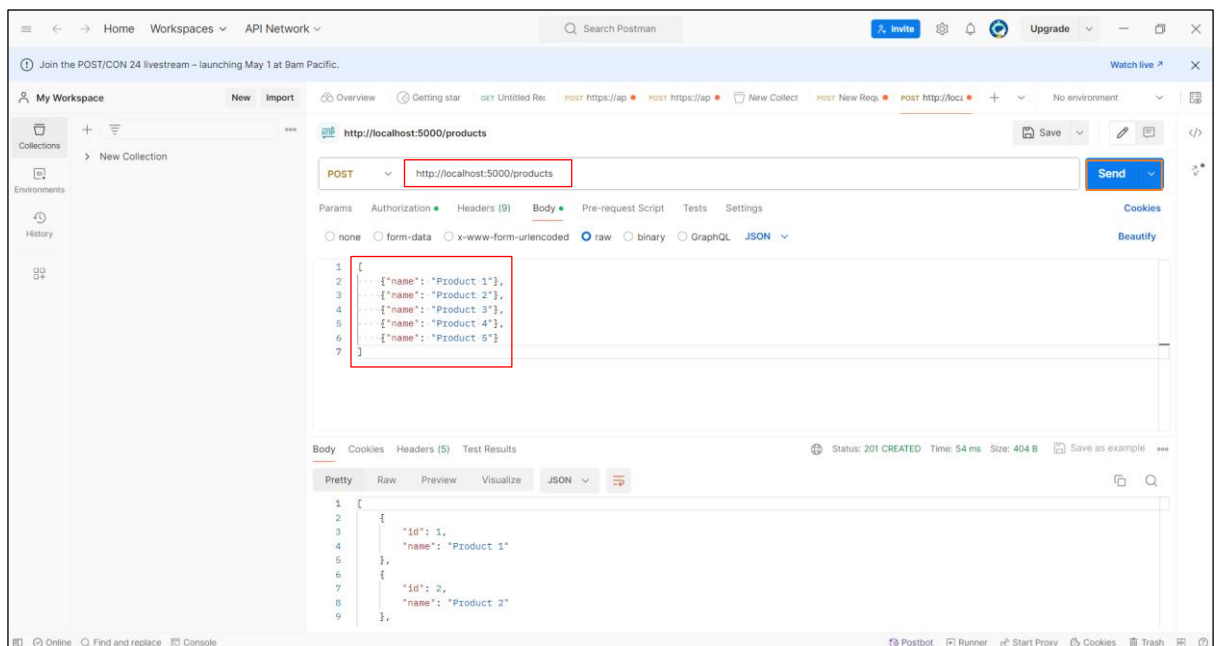 Home Workspaces API Network Search Postman Invite Upgrade
Join the POST/CON 24 livestream – launching May 1 at 9am Pacific. Watch live
My Workspace New Import Overview Getting star GET Untitled Rec POST https://ap POST https://ap New Collect POST New Requ POST http://loca No environment
Collections
http://localhost:5000/products Save
New Collection
Environments
POST http://localhost:5000/products Send
History
Params Authorization Headers (9) Body Pre-request Script Tests Settings Cookies
none form-data x-www-form-urlencoded raw binary GraphQL JSON Beautify
1 [
2 {"name": "Product 1"},
3 {"name": "Product 2"},
4 {"name": "Product 3"},
5 {"name": "Product 4"},
6 {"name": "Product 5"}
7 ]
Body Cookies Headers (5) Test Results Status: 201 CREATED Time: 54 ms Size: 404 B Save as example
Pretty Raw Preview Visualize JSON
1 [
2 {
3 "id": 1,
4 "name": "Product 1"
5 },
6 {
7 "id": 2,
8 "name": "Product 2"
9 },
Online Find and replace Console Postbot Runner Start Proxy Cookies Trash